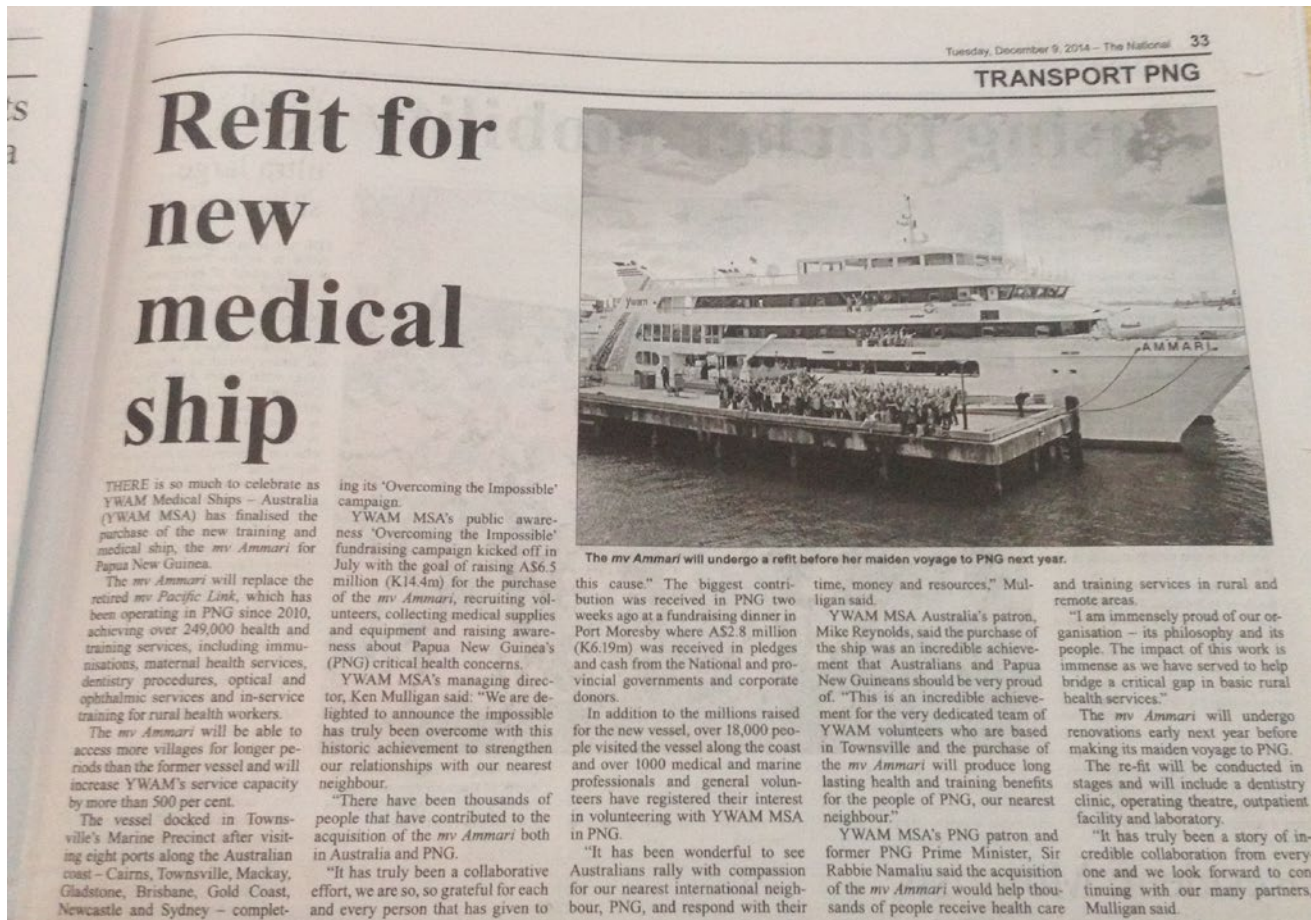 ts
a
Tuesday, December 9, 2014 – The National 33
TRANSPORT PNG
Refit for
new
medical
ship
ywam
AMMARI
The mv Ammari will undergo a refit before her maiden voyage to PNG next year.
THERE is so much to celebrate as
YWAM Medical Ships – Australia
(YWAM MSA) has finalised the
purchase of the new training and
medical ship, the mv Ammari for
Papua New Guinea.
The mv Ammari will replace the
retired mv Pacific Link, which has
been operating in PNG since 2010,
achieving over 249,000 health and
training services, including immu-
nisations, maternal health services,
dentistry procedures, optical and
ophthalmic services and in-service
training for rural health workers.
The mv Ammari will be able to
access more villages for longer pe-
riods than the former vessel and will
increase YWAM's service capacity
by more than 500 per cent.
The vessel docked in Towns-
ville's Marine Precinct after visit-
ing eight ports along the Australian
coast – Cairns, Townsville, Mackay,
Gladstone, Brisbane, Gold Coast,
Newcastle and Sydney – complet-
ing its 'Overcoming the Impossible'
campaign.
YWAM MSA's public aware-
ness 'Overcoming the Impossible'
fundraising campaign kicked off in
July with the goal of raising A$6.5
million (K14.4m) for the purchase
of the mv Ammari, recruiting vol-
unteers, collecting medical supplies
and equipment and raising aware-
ness about Papua New Guinea's
(PNG) critical health concerns.
YWAM MSA's managing direc-
tor, Ken Mulligan said: "We are de-
lighted to announce the impossible
has truly been overcome with this
historic achievement to strengthen
our relationships with our nearest
neighbour.
"There have been thousands of
people that have contributed to the
acquisition of the mv Ammari both
in Australia and PNG.
"It has truly been a collaborative
effort, we are so, so grateful for each
and every person that has given to
this cause." The biggest contri-
bution was received in PNG two
weeks ago at a fundraising dinner in
Port Moresby where A$2.8 million
(K6.19m) was received in pledges
and cash from the National and pro-
vincial governments and corporate
donors.
In addition to the millions raised
for the new vessel, over 18,000 peo-
ple visited the vessel along the coast
and over 1000 medical and marine
professionals and general volun-
teers have registered their interest
in volunteering with YWAM MSA
in PNG.
"It has been wonderful to see
Australians rally with compassion
for our nearest international neigh-
bour, PNG, and respond with their
time, money and resources," Mul-
ligan said.
YWAM MSA Australia's patron,
Mike Reynolds, said the purchase of
the ship was an incredible achieve-
ment that Australians and Papua
New Guineans should be very proud
of. "This is an incredible achieve-
ment for the very dedicated team of
YWAM volunteers who are based
in Townsville and the purchase of
the mv Ammari will produce long
lasting health and training benefits
for the people of PNG, our nearest
neighbour."
YWAM MSA's PNG patron and
former PNG Prime Minister, Sir
Rabbie Namaliu said the acquisition
of the mv Ammari would help thou-
sands of people receive health care
and training services in rural and
remote areas.
"I am immensely proud of our or-
ganisation – its philosophy and its
people. The impact of this work is
immense as we have served to help
bridge a critical gap in basic rural
health services."
The mv Ammari will undergo
renovations early next year before
making its maiden voyage to PNG.
The re-fit will be conducted in
stages and will include a dentistry
clinic, operating theatre, outpatient
facility and laboratory.
"It has truly been a story of in-
credible collaboration from every
one and we look forward to con
tinuing with our many partners
Mulligan said.